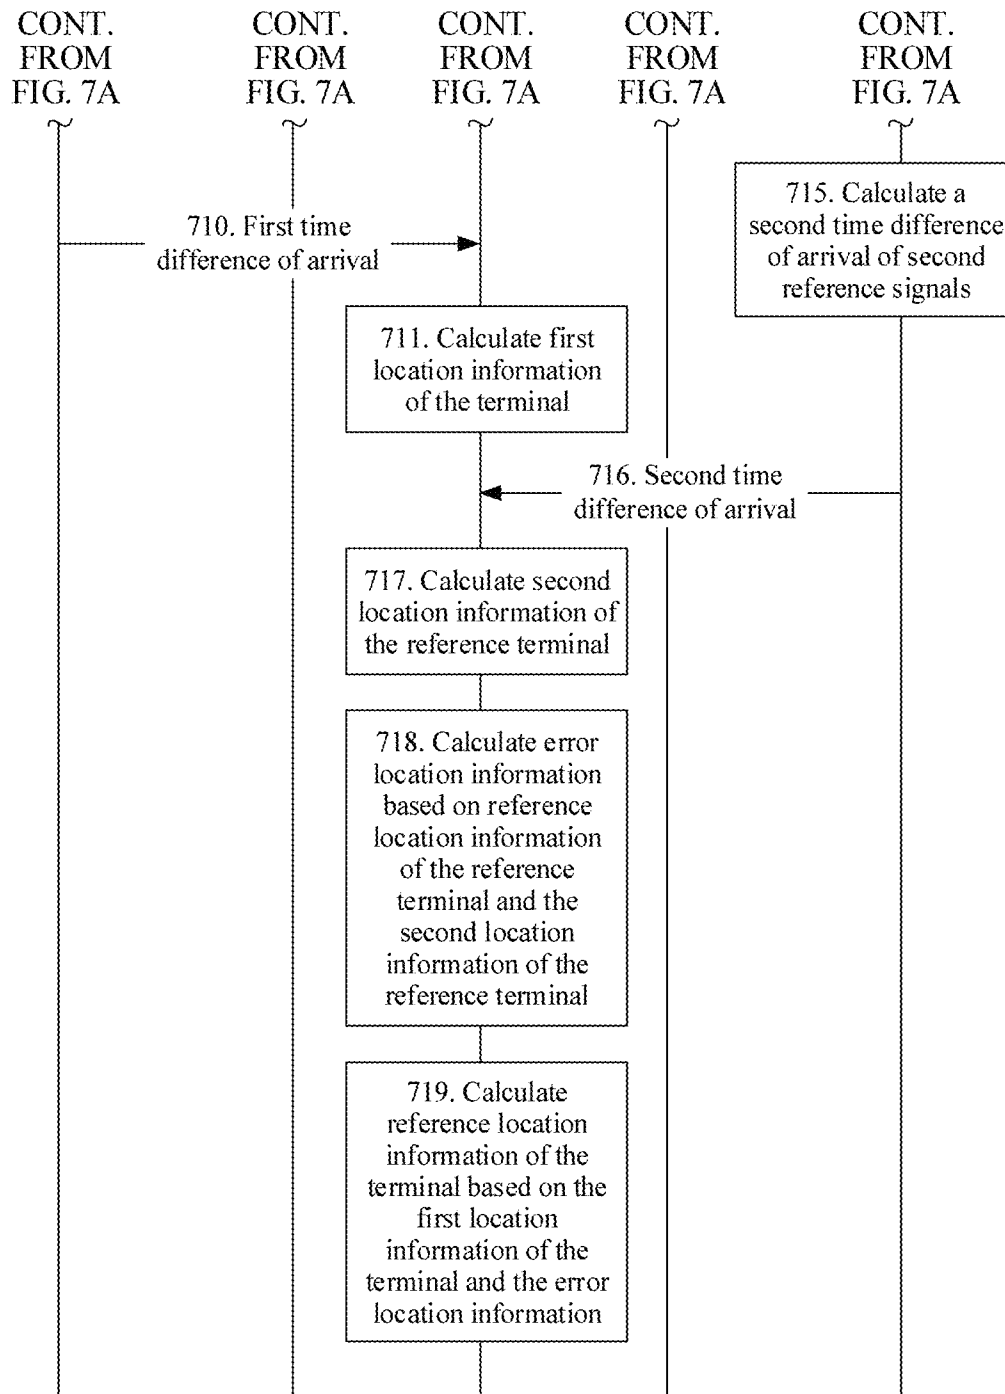 CONT.
FROM
FIG. 7A
CONT.
FROM
FIG. 7A
CONT.
FROM
FIG. 7A
CONT.
FROM
FIG. 7A
CONT.
FROM
FIG. 7A
715. Calculate a
second time difference
of arrival of second
reference signals
710. First time
difference of arrival
711. Calculate first
location information
of the terminal
716. Second time
difference of arrival
717. Calculate second
location information of
the reference terminal
718. Calculate error
location information
based on reference
location information
of the reference
terminal and the
second location
information of the
reference terminal
719. Calculate
reference location
information of the
terminal based on the
first location
information of the
terminal and the error
location information